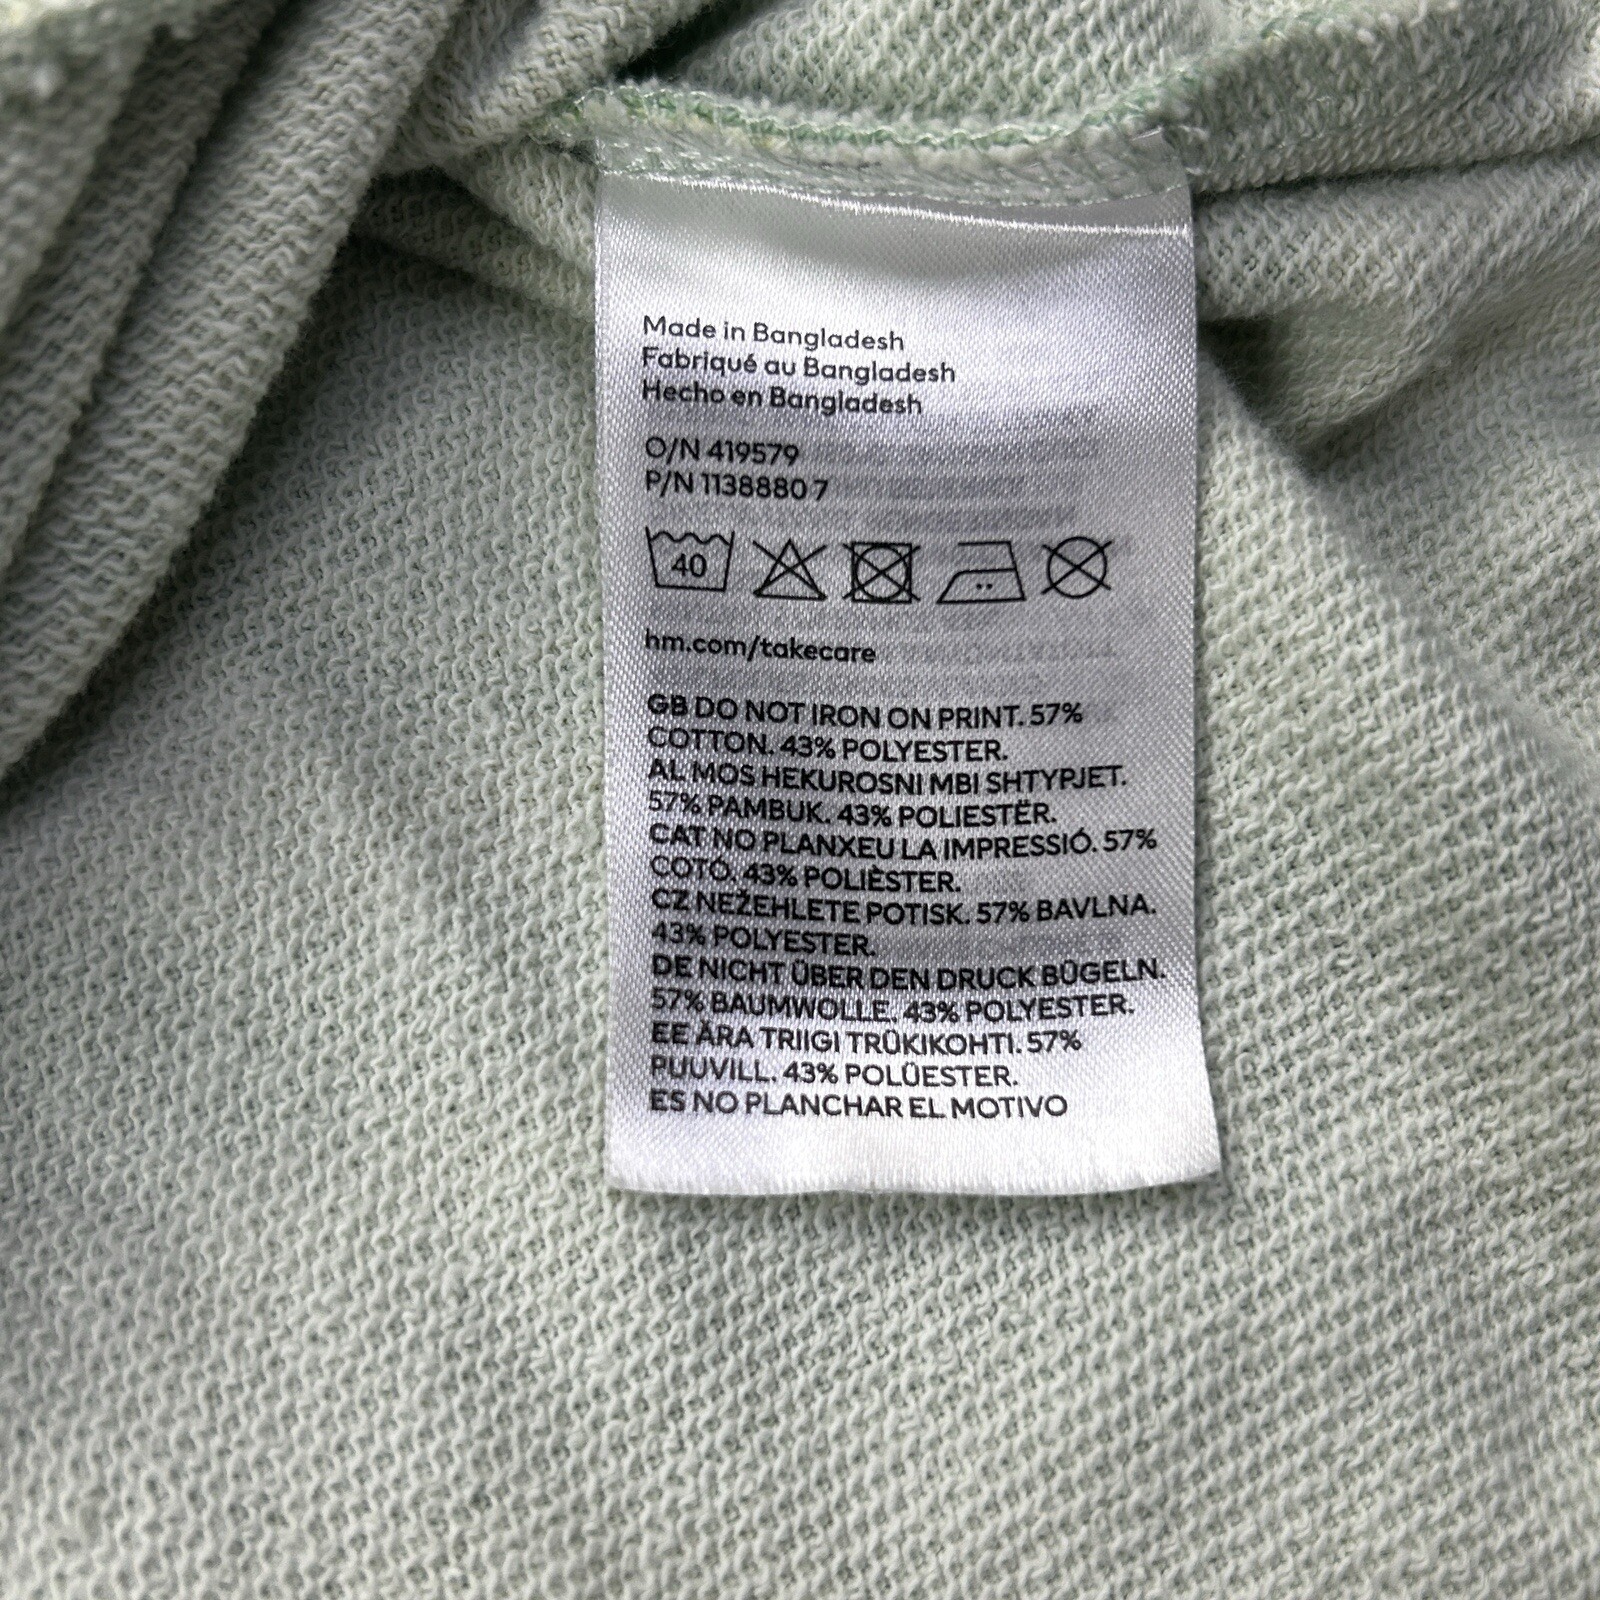 Made in Bangladesh
Fabriqué au Bangladesh
Hecho en Bangladesh
O/N 419579
P/N 1138880 7
40
hm.com/takecare
GB DO NOT IRON ON PRINT. 57%
COTTON. 43% POLYESTER.
AL MOS HEKUROSNI MBI SHTYPJET.
57% PAMBUK. 43% POLIESTËR.
CAT NO PLANXEU LA IMPRESSIÓ. 57%
COTÓ. 43% POLIÈSTER.
CZ NEŽEHLETE POTISK. 57% BAVLNA.
43% POLYESTER.
DE NICHT ÜBER DEN DRUCK BÜGELN.
57% BAUMWOLLE. 43% POLYESTER.
EE ÄRA TRIIGI TRÜKIKOHTI. 57%
PUUVILL. 43% POLÜESTER.
ES NO PLANCHAR EL MOTIVO